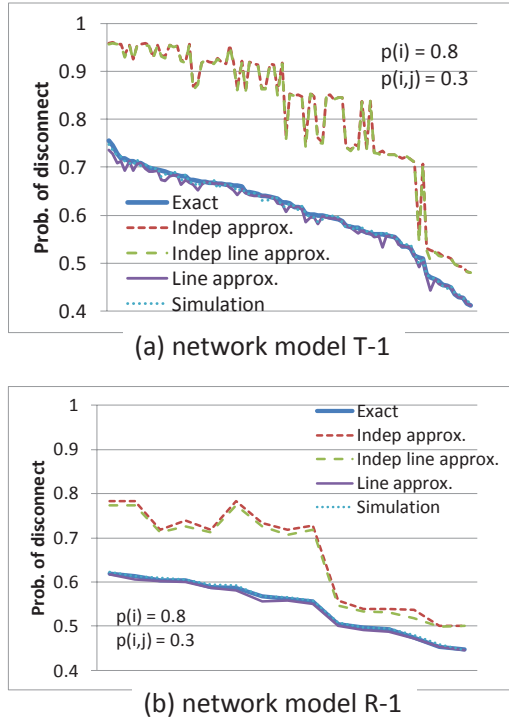 1
0.9
0.8
0.7
0.6
0.5
0.4
Prob. of disconnect
p(i) = 0.8
p(i,j) = 0.3
Exact
Indep approx.
Indep line approx.
Line approx.
Simulation
(a) network model T-1
1
0.9
0.8
0.7
0.6
0.5
0.4
Prob. of disconnect
Exact
Indep approx.
Indep line approx.
Line approx.
Simulation
p(i) = 0.8
p(i,j) = 0.3
(b) network model R-1